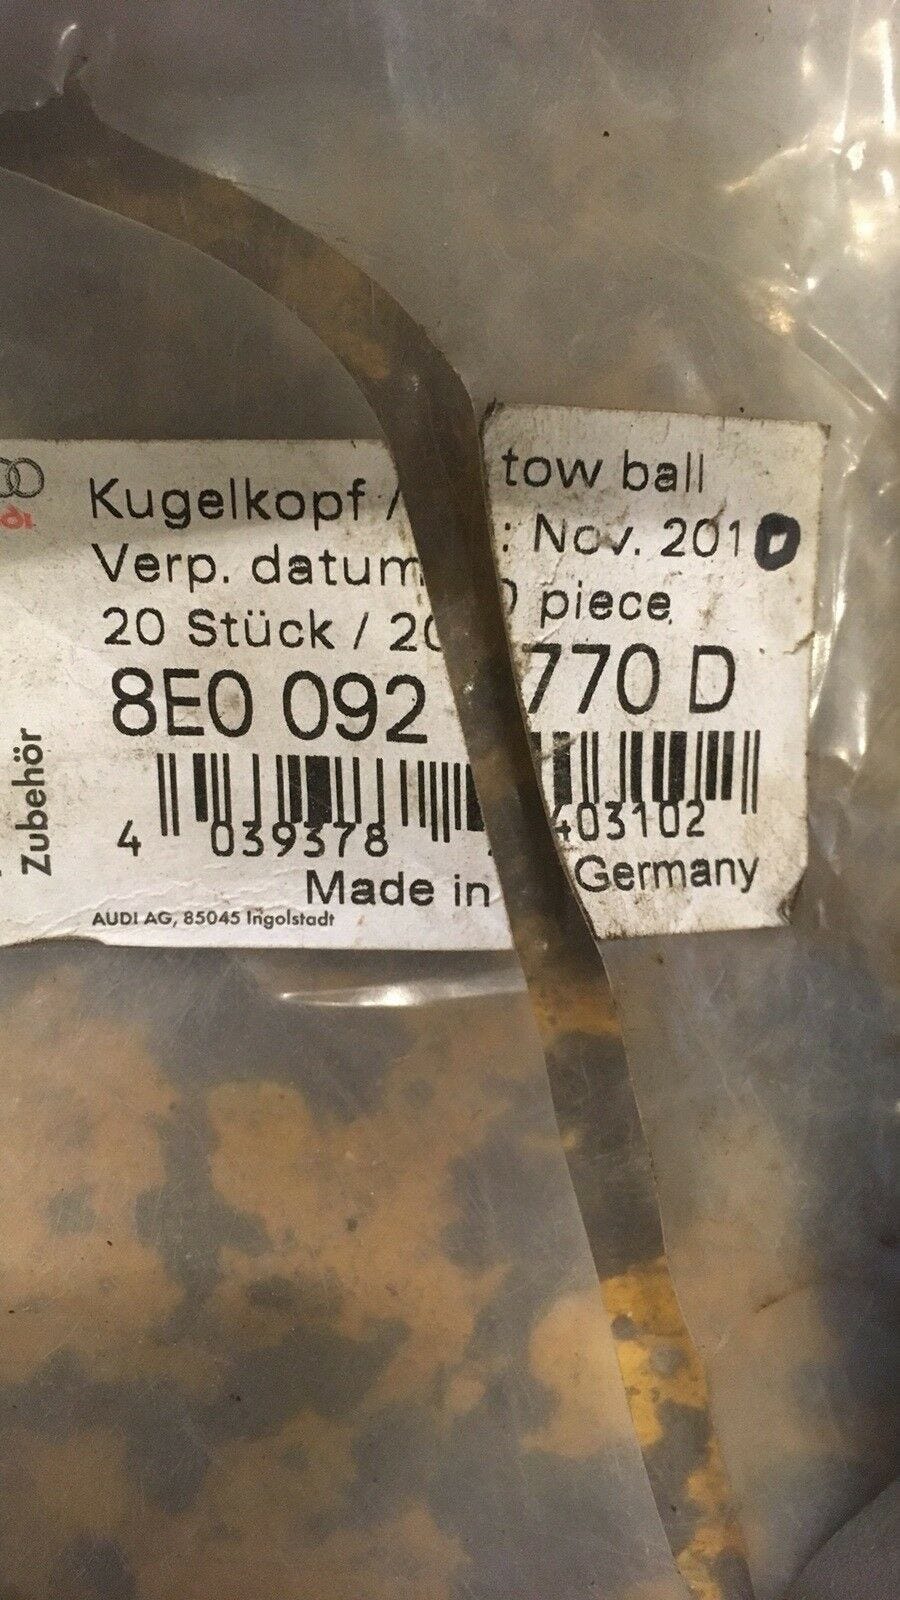 Kugelkopf / tow ball
Verp. datum : Nov. 2010
20 Stück / 20 piece
8E0 092 770 D
4 039378 403102
Made in Germany
AUDI AG, 85045 Ingolstadt
Zubehör